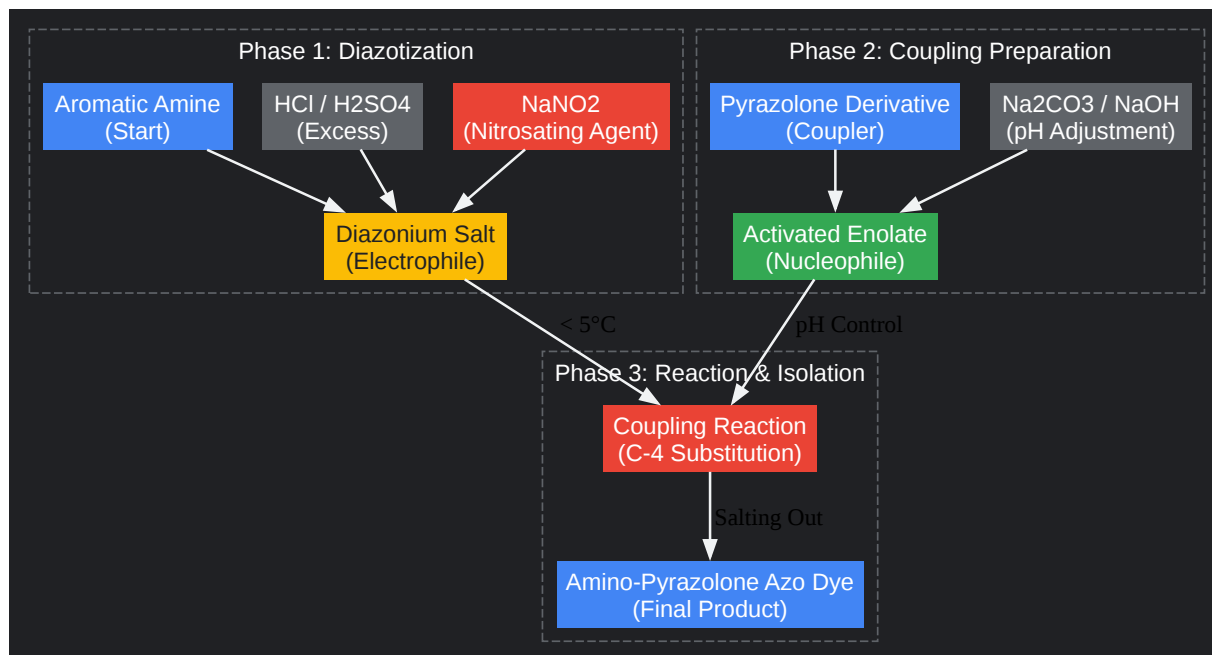 Phase 1: Diazotization
Aromatic Amine
(Start)
HCl / H2SO4
(Excess)
NaNO2
(Nitrosating Agent)
Diazonium Salt
(Electrophile)
Phase 2: Coupling Preparation
Pyrazolone Derivative
(Coupler)
Na2CO3 / NaOH
(pH Adjustment)
Activated Enolate
(Nucleophile)
< 5°C
pH Control
Phase 3: Reaction & Isolation
Coupling Reaction
(C-4 Substitution)
Salting Out
Amino-Pyrazolone Azo Dye
(Final Product)